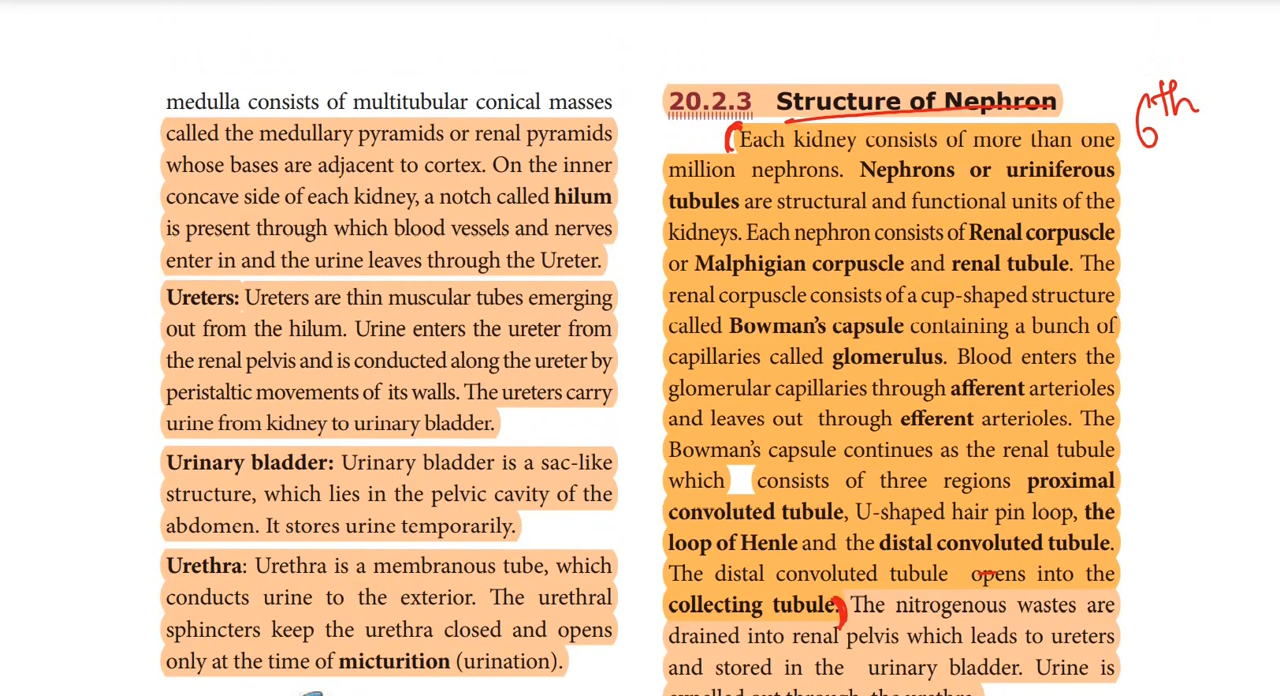 medulla consists of multitubular conical masses
called the medullary pyramids or renal pyramids
whose bases are adjacent to cortex. On the inner
concave side of each kidney, a notch called hilum
is present through which blood vessels and nerves
enter in and the urine leaves through the Ureter.
Ureters: Ureters are thin muscular tubes emerging
out from the hilum. Urine enters the ureter from
the renal pelvis and is conducted along the ureter by
peristaltic movements of its walls. The ureters carry
urine from kidney to urinary bladder.
Urinary bladder: Urinary bladder is a sac-like
structure, which lies in the pelvic cavity of the
abdomen. It stores urine temporarily.
Urethra: Urethra is a membranous tube, which
conducts urine to the exterior. The urethral
sphincters keep the urethra closed and opens
only at the time of micturition (urination).
20.2.3 Structure of Nephron
6th
Each kidney consists of more than one
million nephrons. Nephrons or uriniferous
tubules are structural and functional units of the
kidneys. Each nephron consists of Renal corpuscle
or Malphigian corpuscle and renal tubule. The
renal corpuscle consists of a cup-shaped structure
called Bowman's capsule containing a bunch of
capillaries called glomerulus. Blood enters the
glomerular capillaries through afferent arterioles
and leaves out through efferent arterioles. The
Bowman's capsule continues as the renal tubule
which consists of three regions proximal
convoluted tubule, U-shaped hair pin loop, the
loop of Henle and the distal convoluted tubule.
The distal convoluted tubule opens into the
collecting tubule. The nitrogenous wastes are
drained into renal pelvis which leads to ureters
and stored in the urinary bladder. Urine is
expelled out through the urethra.